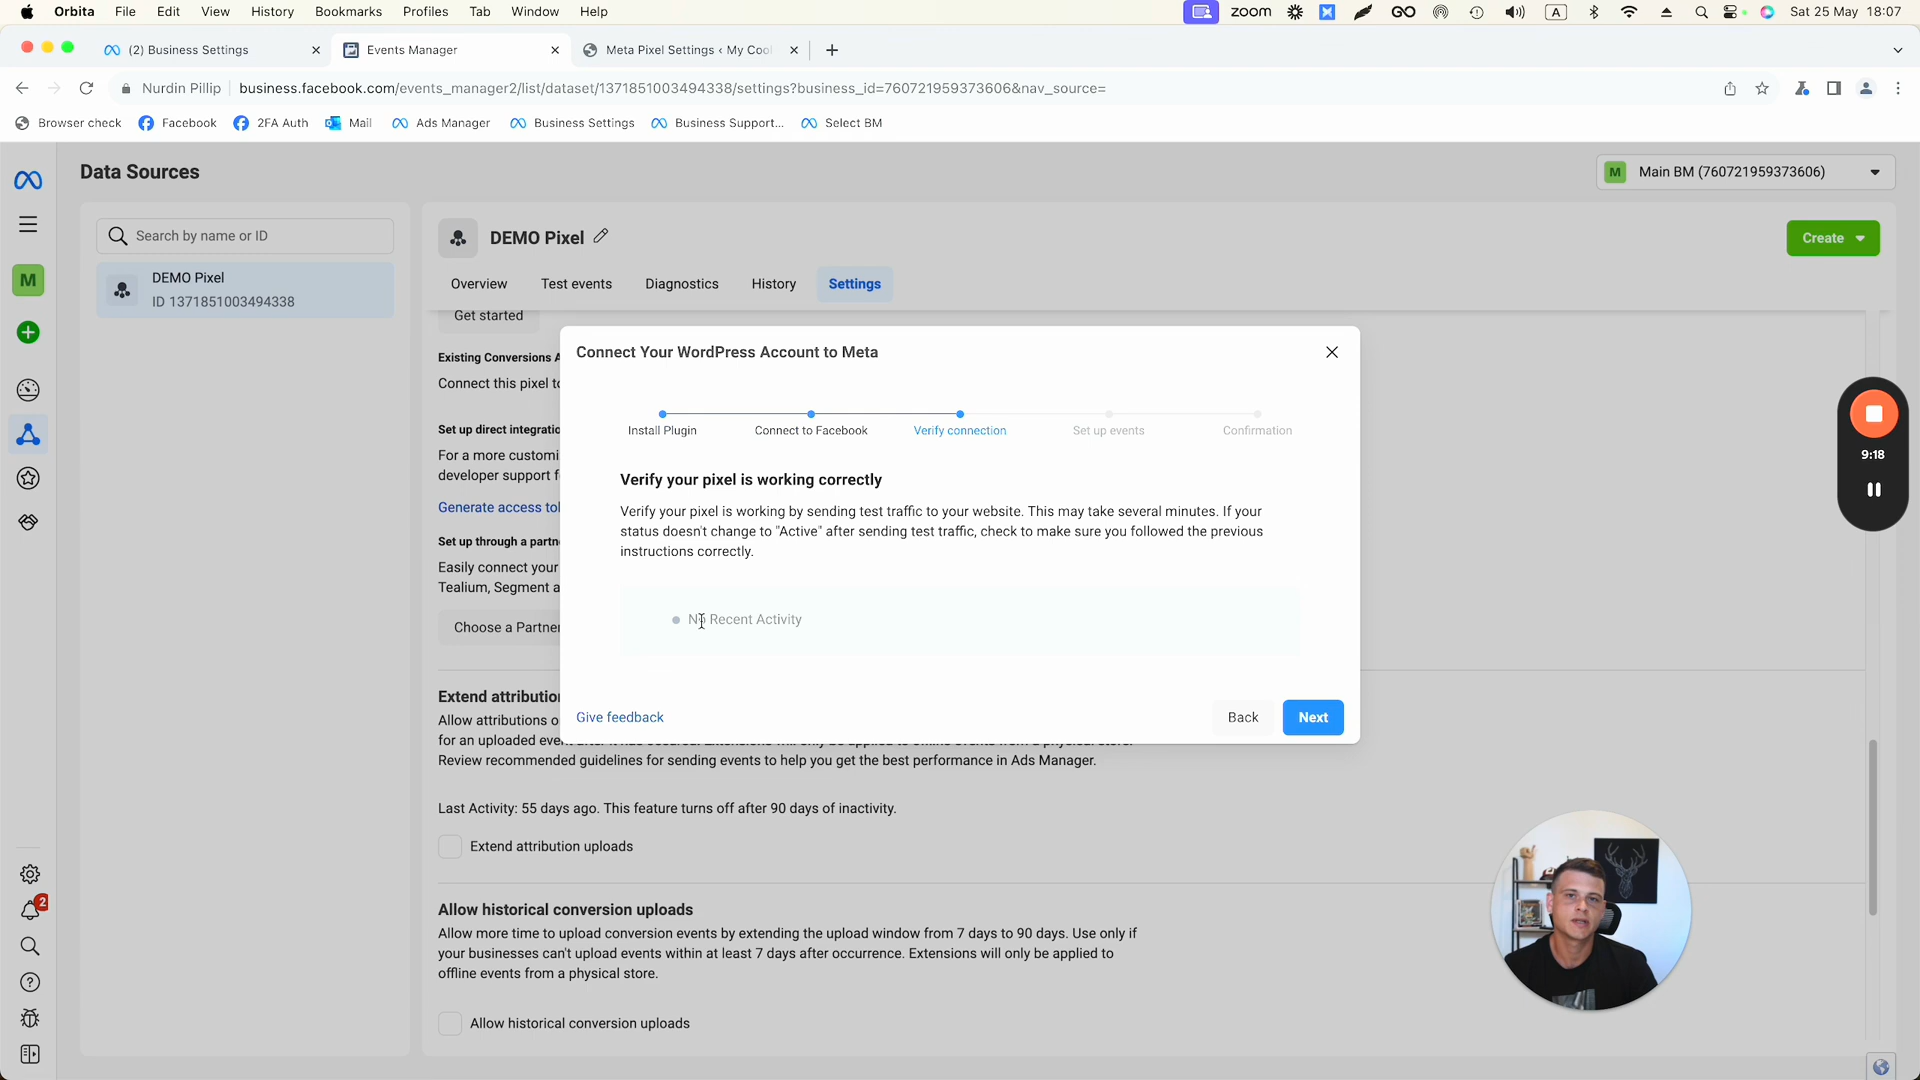 Orbita File Edit View History Bookmarks Profiles Tab Window Help zoom A Sat 25 May 18:07
(2) Business Settings
Events Manager
Meta Pixel Settings ‹ My Cool
Nurdin Pillip business.facebook.com/events_manager2/list/dataset/1371851003494338/settings?business_id=760721959373606&nav_source=
Browser check Facebook 2FA Auth Mail Ads Manager Business Settings Business Support... Select BM
Data Sources
M Main BM (760721959373606)
Search by name or ID
DEMO Pixel
Create
M
DEMO Pixel
ID 1371851003494338
Overview Test events Diagnostics History Settings
Get started
Existing Conversions A
Connect this pixel to
Set up direct integratio
For a more customi
developer support f
Generate access to
Set up through a partn
Easily connect your
Tealium, Segment a
Choose a Partner
Connect Your WordPress Account to Meta
Install Plugin Connect to Facebook Verify connection Set up events Confirmation
Verify your pixel is working correctly
Verify your pixel is working by sending test traffic to your website. This may take several minutes. If your
status doesn't change to "Active" after sending test traffic, check to make sure you followed the previous
instructions correctly.
No Recent Activity
Give feedback Back Next
9:18
Extend attribution
Allow attributions o
for an uploaded event
Review recommended guidelines for sending events to help you get the best performance in Ads Manager.
Last Activity: 55 days ago. This feature turns off after 90 days of inactivity.
Extend attribution uploads
Allow historical conversion uploads
Allow more time to upload conversion events by extending the upload window from 7 days to 90 days. Use only if
your businesses can't upload events within at least 7 days after occurrence. Extensions will only be applied to
offline events from a physical store.
Allow historical conversion uploads
2